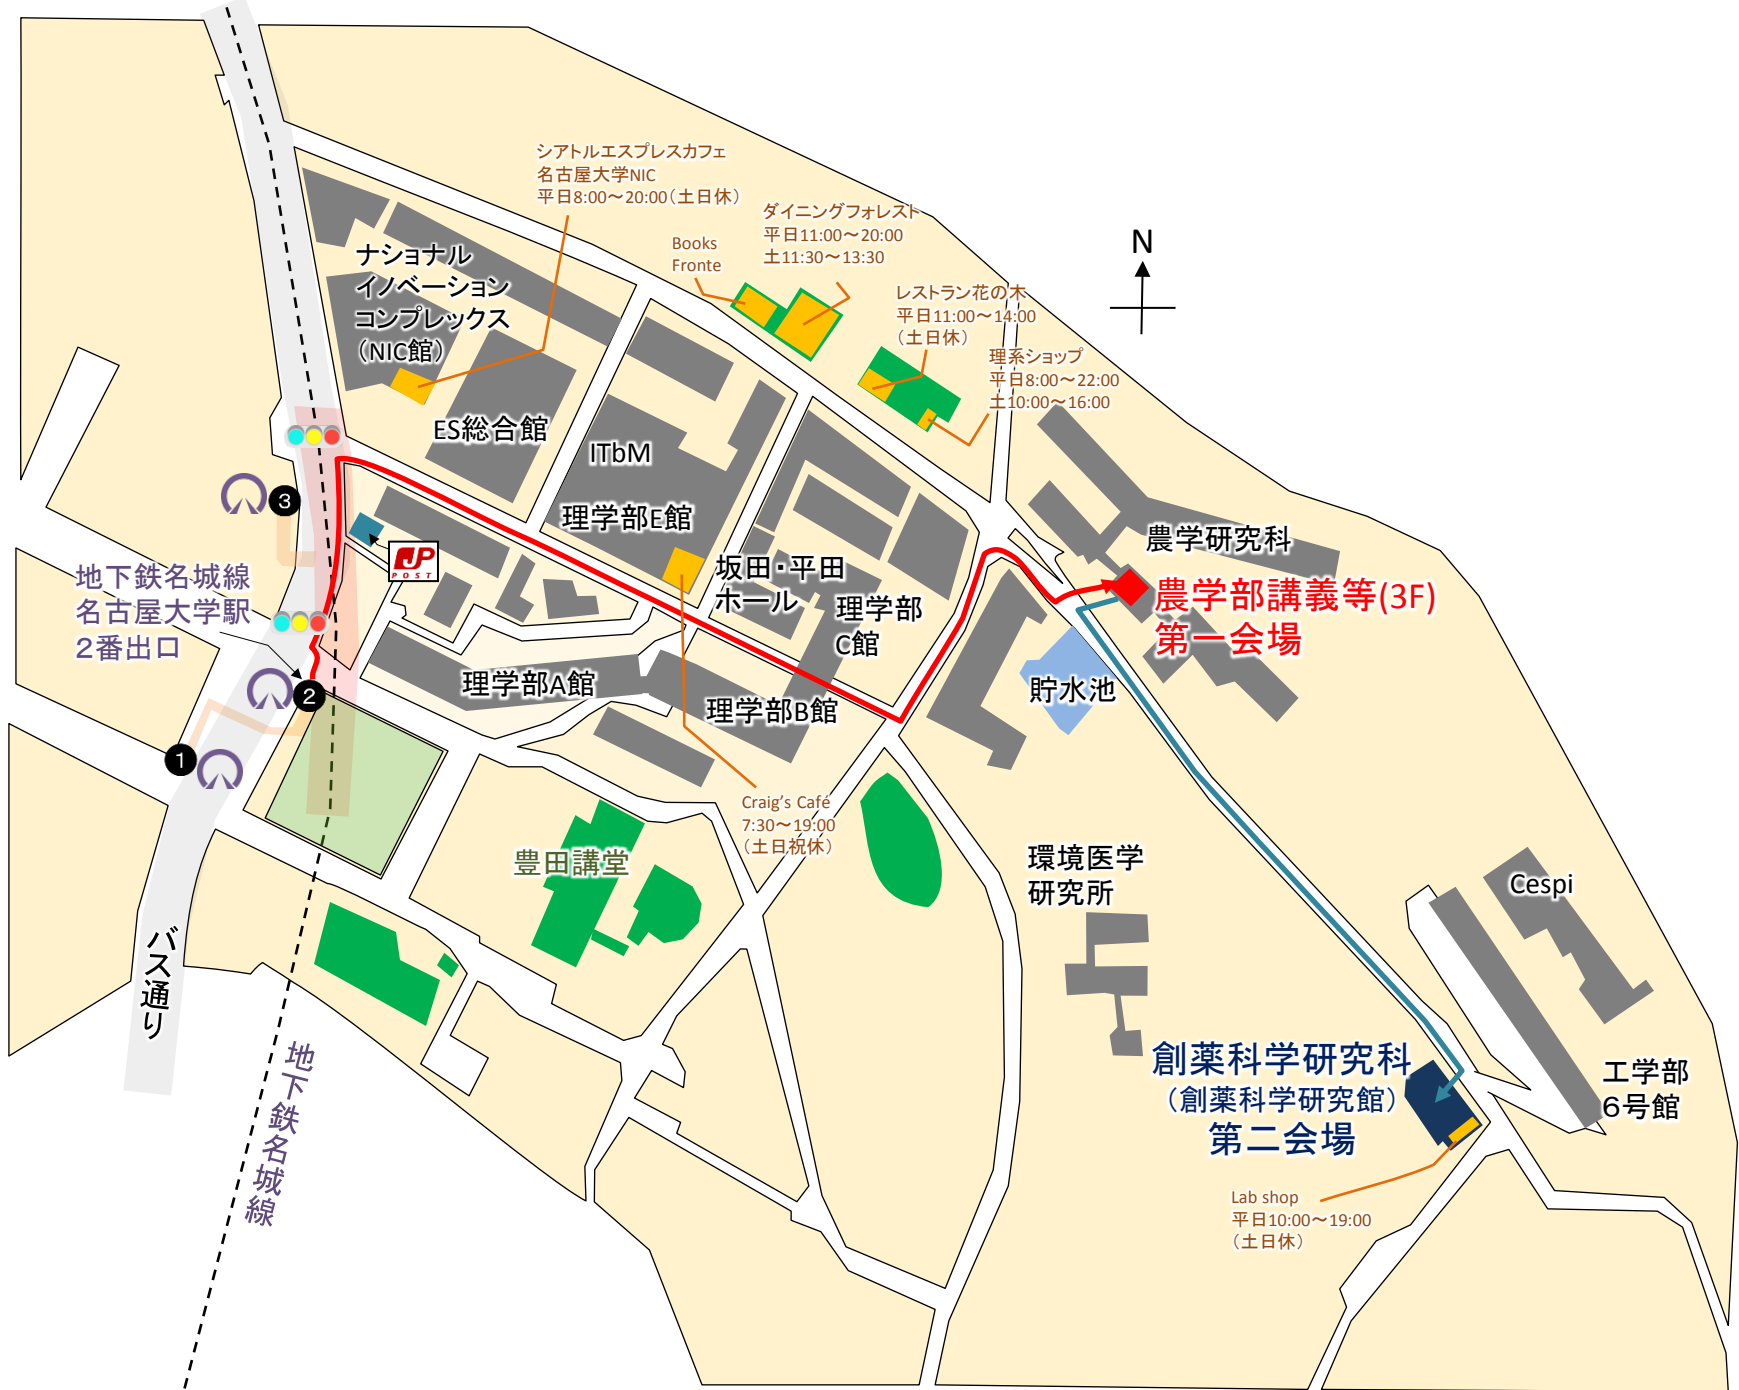 シアトルエスプレスカフェ
名古屋大学NIC
平日8:00～20:00(土日休)
ダイニングフォレスト
平日11:00～20:00
土11:30～13:30
Books
Fronte
N
ナショナル
イノベーション
コンプレックス
(NIC館)
レストラン花の木
平日11:00～14:00
(土日休)
理系ショップ
平日8:00～22:00
土10:00～16:00
ES総合館
ITbM
理学部E館
3
JP
POST
農学研究科
坂田・平田
ホール
理学部
C館
農学部講義等(3F)
第一会場
地下鉄名城線
名古屋大学駅
2番出口
2
理学部A館
理学部B館
貯水池
1
Craig's Café
7:30～19:00
(土日祝休)
豊田講堂
環境医学
研究所
Cespi
バス通り
地下鉄名城線
創薬科学研究科
(創薬科学研究館)
第二会場
工学部
6号館
Lab shop
平日10:00～19:00
(土日休)